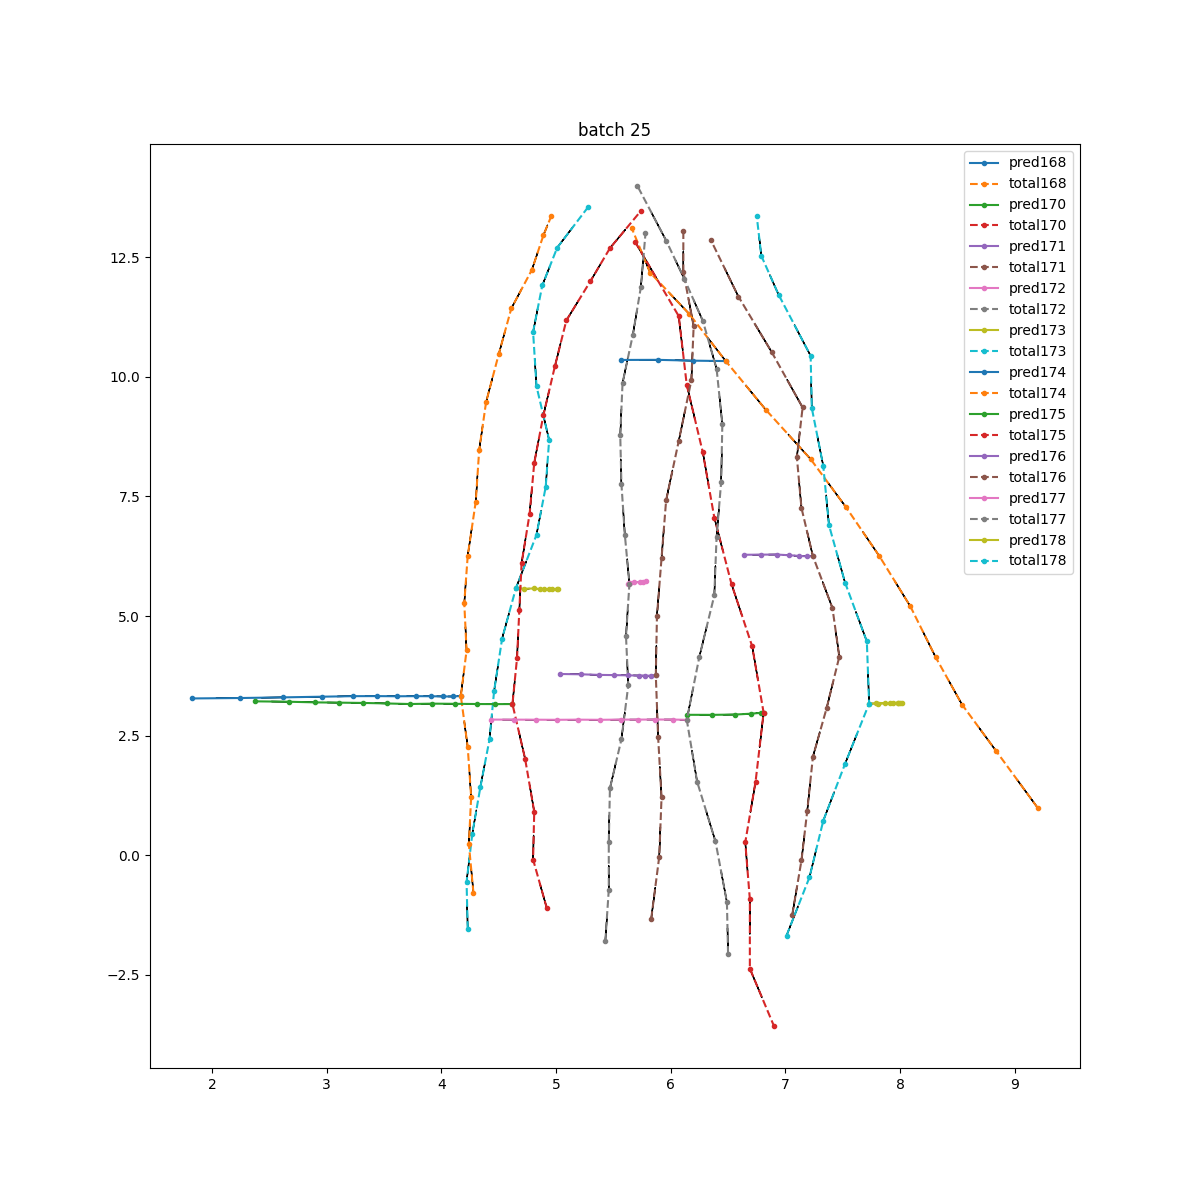 batch 25
pred168
total168
pred170
total170
pred171
total171
pred172
total172
pred173
total173
pred174
total174
pred175
total175
pred176
total176
pred177
total177
pred178
total178
12.5
10.0
7.5
5.0
2.5
0.0
−2.5
2 3 4 5 6 7 8 9